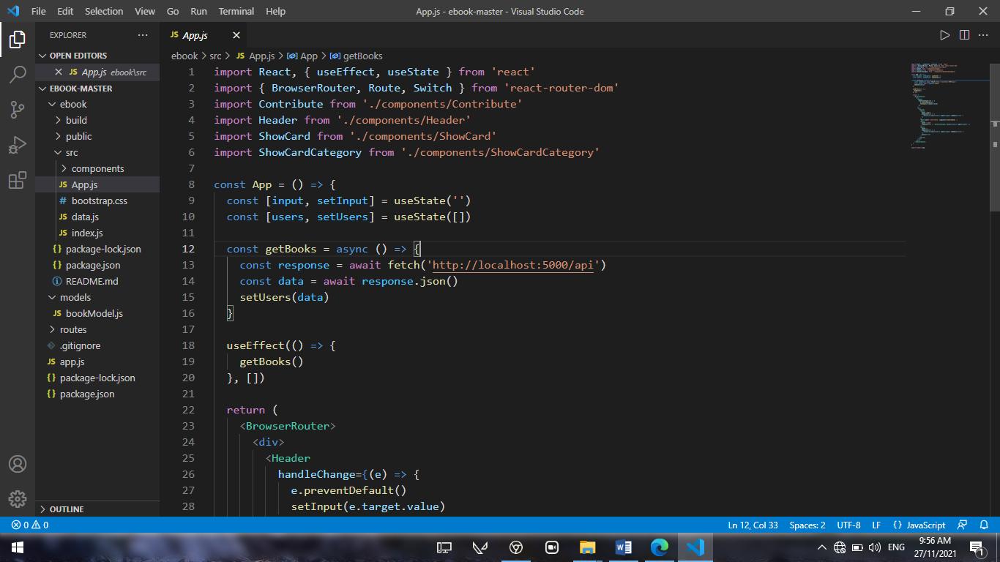 File Edit Selection View Go Run Terminal Help
App.js - ebook-master - Visual Studio Code
EXPLORER
OPEN EDITORS
JS App.js ebook\src
EBOOK-MASTER
ebook
build
public
src
components
JS App.js
# bootstrap.css
JS data.js
JS index.js
{} package-lock.json
{} package.json
README.md
models
JS bookModel.js
routes
.gitignore
JS app.js
{} package-lock.json
{} package.json
OUTLINE
JS App.js
ebook > src > JS App.js > App > getBooks
1 import React, { useEffect, useState } from 'react'
2 import { BrowserRouter, Route, Switch } from 'react-router-dom'
3 import Contribute from './components/Contribute'
4 import Header from './components/Header'
5 import ShowCard from './components/ShowCard'
6 import ShowCardCategory from './components/ShowCardCategory'
7
8 const App = () => {
9 const [input, setInput] = useState('')
10 const [users, setUsers] = useState([])
11
12 const getBooks = async () => {
13 const response = await fetch('http://localhost:5000/api')
14 const data = await response.json()
15 setUsers(data)
16 }
17
18 useEffect(() => {
19 getBooks()
20 }, [])
21
22 return (
23 <BrowserRouter>
24 <div>
25 <Header
26 handleChange={(e) => {
27 e.preventDefault()
28 setInput(e.target.value)
0 0
Ln 12, Col 33 Spaces: 2 UTF-8 LF {} JavaScript
ENG
9:56 AM
27/11/2021
1